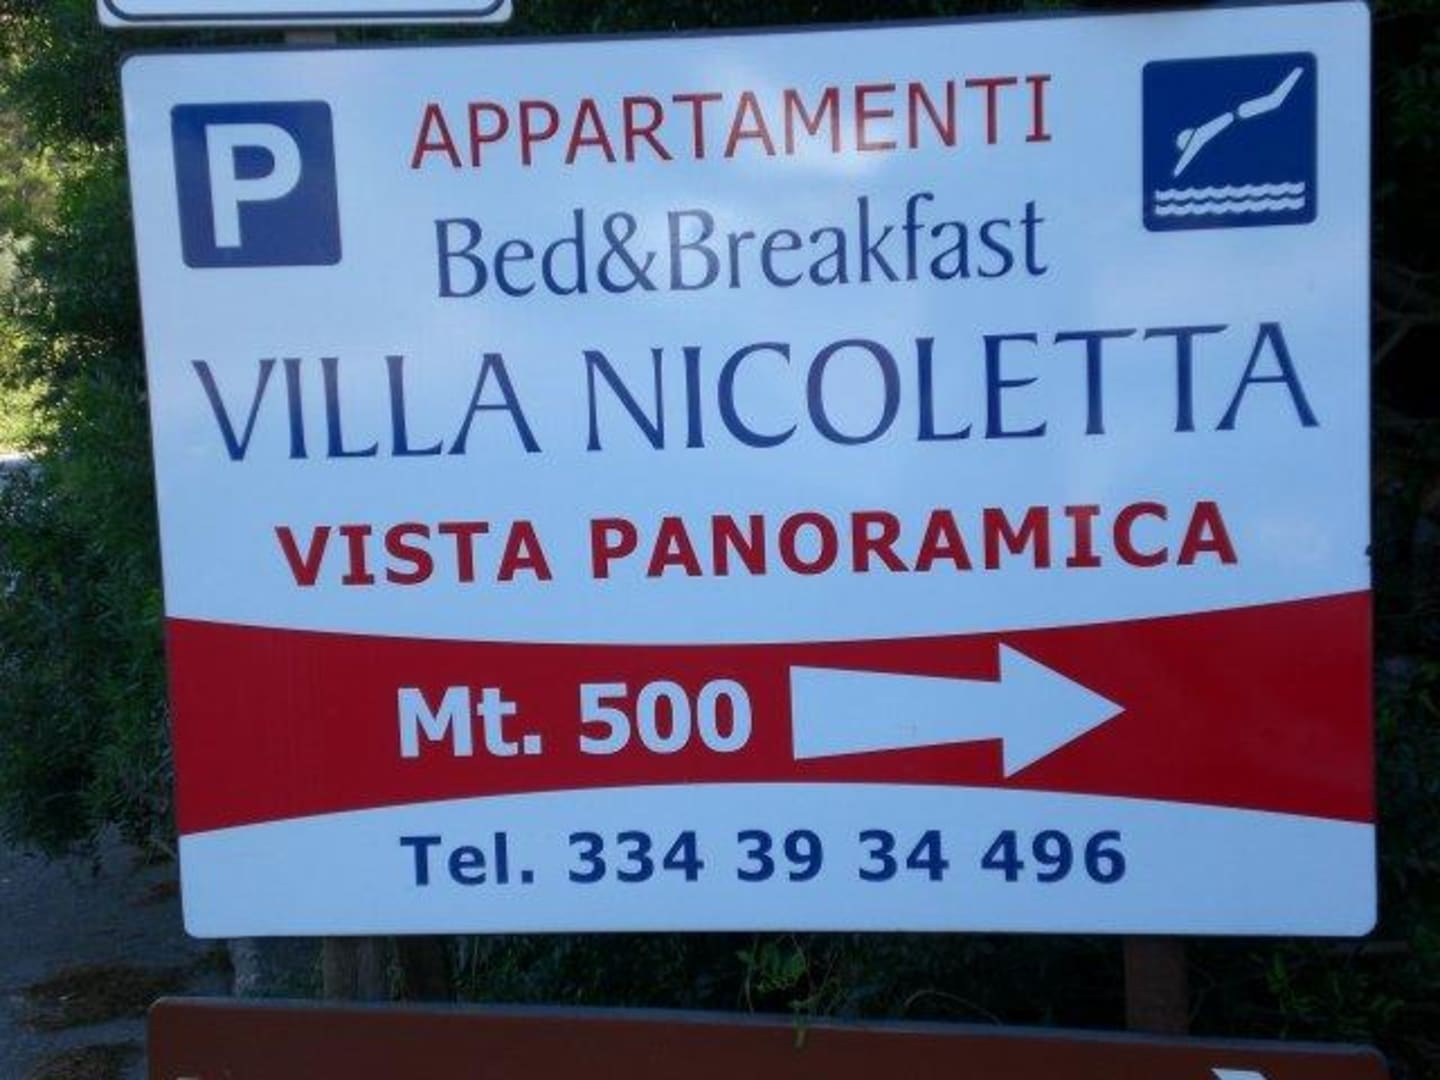 P
APPARTAMENTI
Bed&Breakfast
VILLA NICOLETTA
VISTA PANORAMICA
Mt. 500
Tel. 334 39 34 496